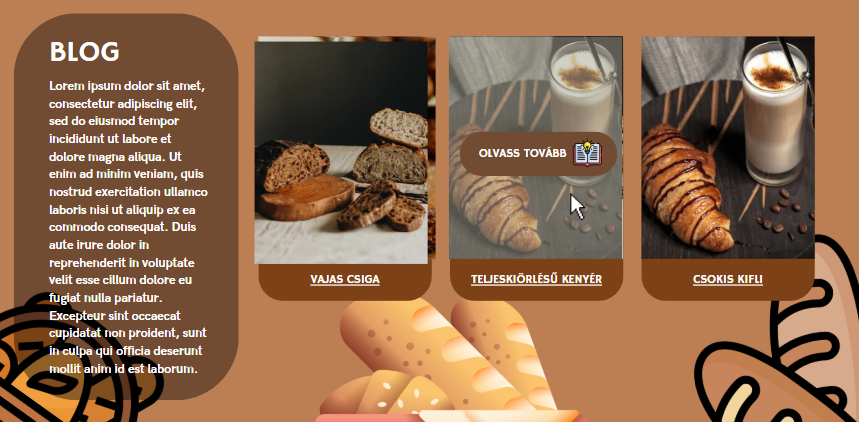 BLOG
Lorem ipsum dolor sit amet,
consectetur adipiscing elit,
sed do eiusmod tempor
incididunt ut labore et
dolore magna aliqua. Ut
enim ad minim veniam, quis
nostrud exercitation ullamco
laboris nisi ut aliquip ex ea
commodo consequat. Duis
aute irure dolor in
reprehenderit in voluptate
velit esse cillum dolore eu
fugiat nulla pariatur.
Excepteur sint occaecat
cupidatat non proident, sunt
in culpa qui officia deserunt
mollit anim id est laborum.
VAJAS CSIGA
OLVASS TOVÁBB
TELJESKIÖRLÉSŰ KENYÉR
CSOKIS KIFLI